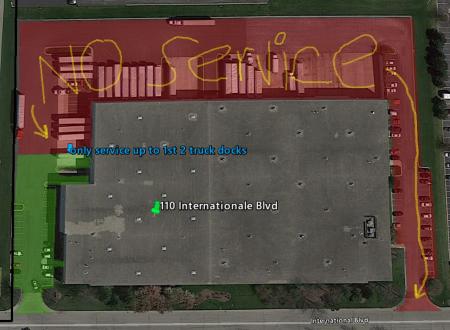 NO Service
only service up to 1st 2 truck docks
110 Internationale Blvd
International Blvd